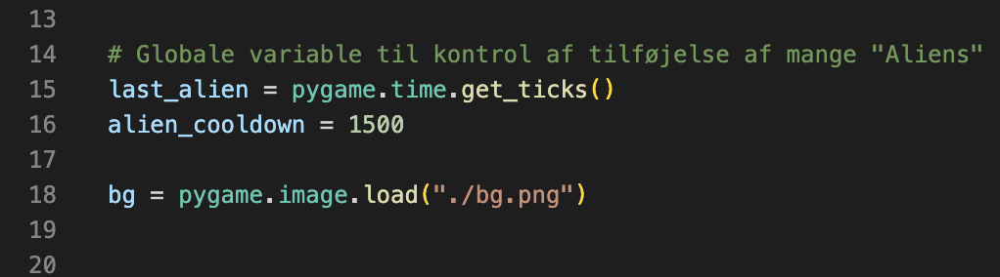 13
14 # Globale variable til kontrol af tilføjelse af mange "Aliens"
15 last_alien = pygame.time.get_ticks()
16 alien_cooldown = 1500
17
18 bg = pygame.image.load("./bg.png")
19
20